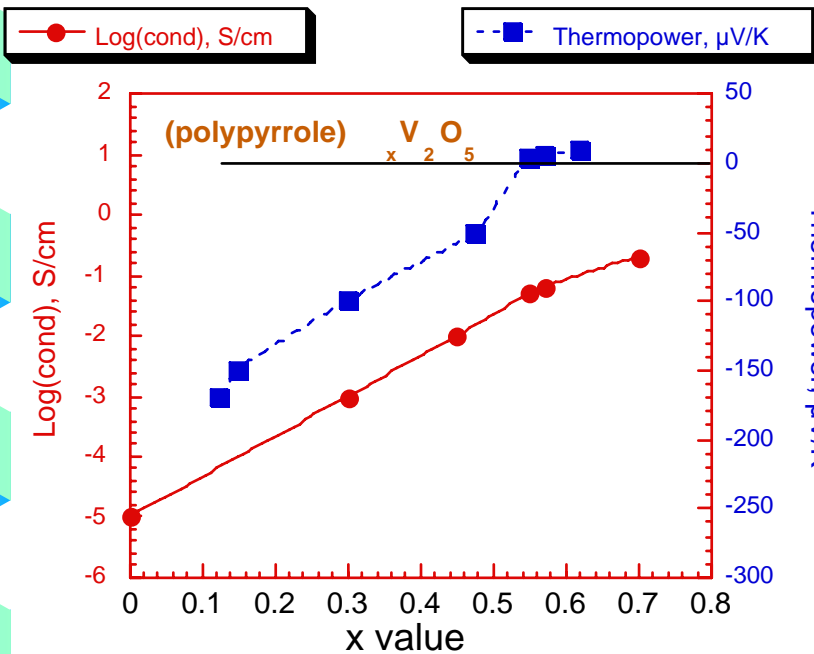 Log(cond), S/cm
Thermopower, µV/K
(polypyrrole)xV2O5
Log(cond), S/cm
2
1
0
-1
-2
-3
-4
-5
-6
50
0
-50
-100
-150
-200
-250
-300
0 0.1 0.2 0.3 0.4 0.5 0.6 0.7 0.8
x value